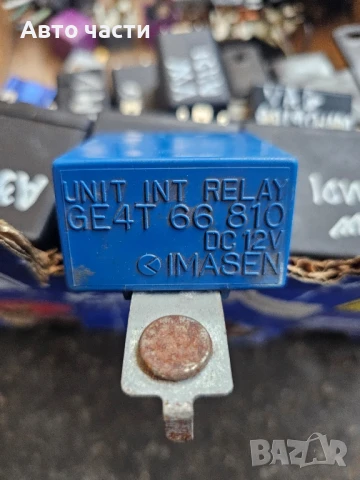 Авто части
UNIT INT RELAY
GE4T 66 810
DC 12V
IMASEN
BAZAR